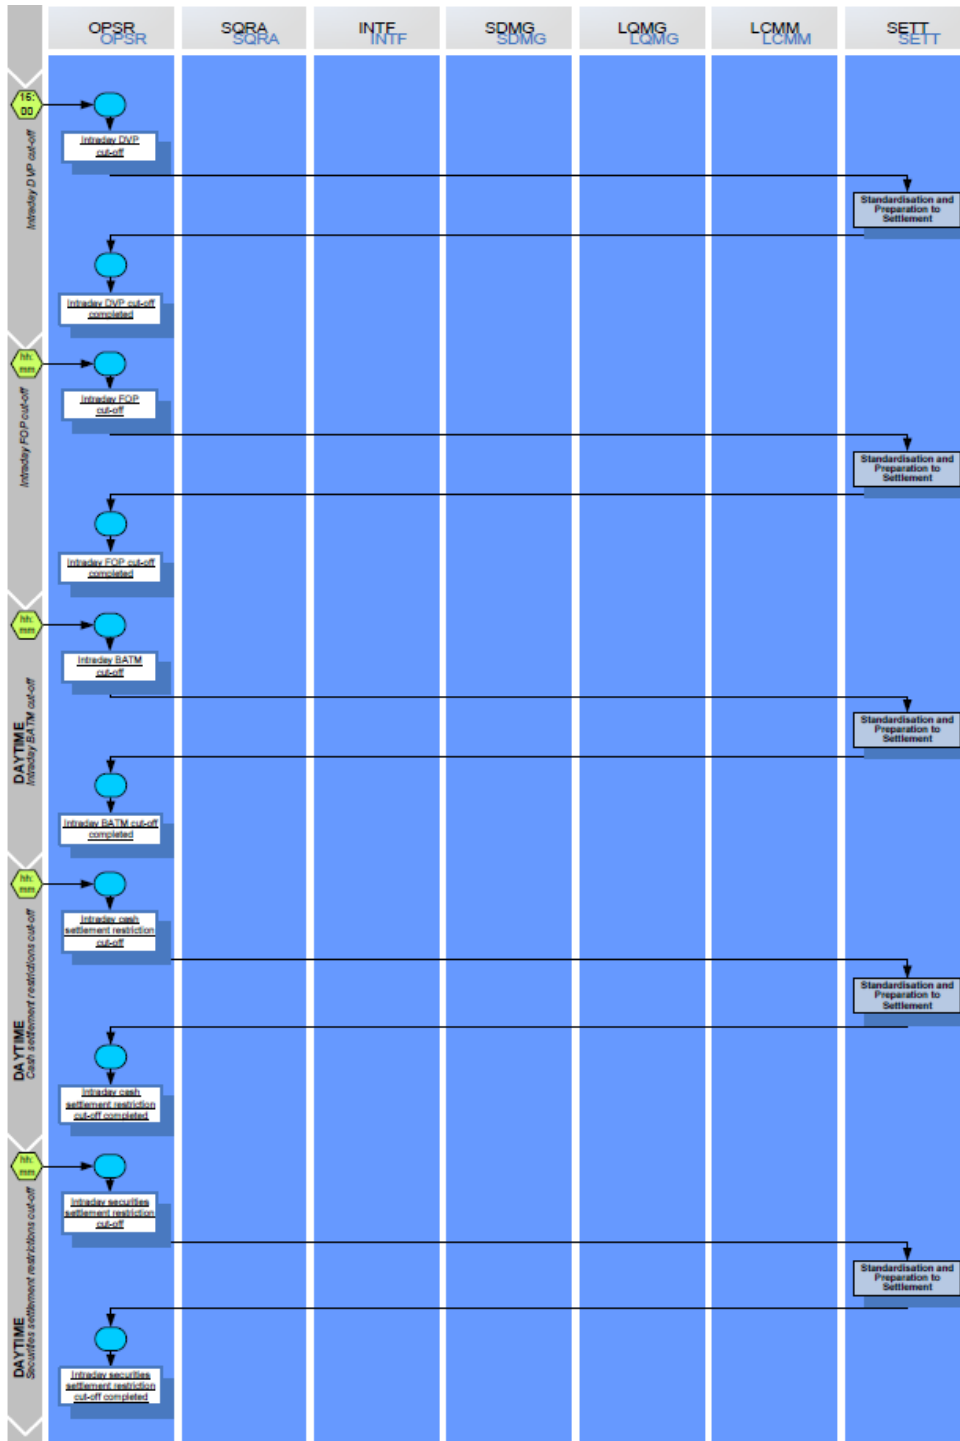 OPSR SQRA INTF SDMG LQMG LCMM SETT
OPSR SQRA INTF SDMG LQMG LCMM SETT
16:
00
Intraday DVP cut-off
Intraday DVP
cut-off
Standardisation and
Preparation to
Settlement
Intraday DVP cut-off
completed
hh:
mm
Intraday FOP cut-off
Intraday FOP
cut-off
Standardisation and
Preparation to
Settlement
Intraday FOP cut-off
completed
hh:
mm
DAYTIME
Intraday BATM cut-off
Intraday BATM
cut-off
Standardisation and
Preparation to
Settlement
Intraday BATM cut-off
completed
hh:
mm
DAYTIME
Cash settlement restrictions cut-off
Intraday cash
settlement restriction
cut-off
Standardisation and
Preparation to
Settlement
Intraday cash
settlement restriction
cut-off completed
hh:
mm
DAYTIME
Securities settlement restrictions cut-off
Intraday securities
settlement restriction
cut-off
Standardisation and
Preparation to
Settlement
Intraday securities
settlement restriction
cut-off completed